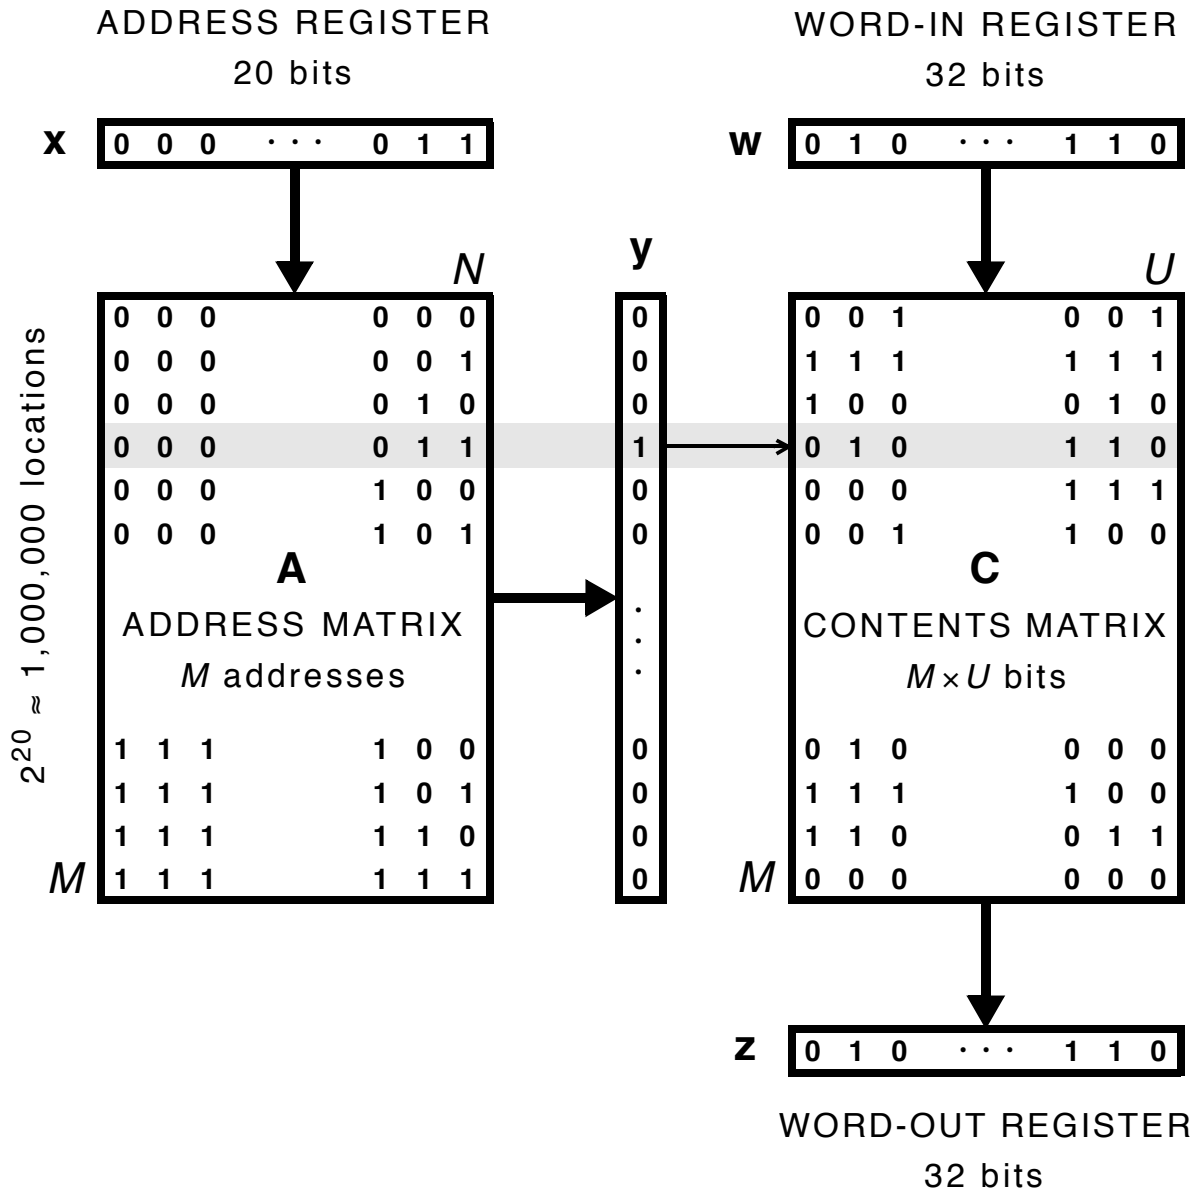 ADDRESS REGISTER
20 bits
WORD-IN REGISTER
32 bits
x
0 0 0 · · · 0 1 1
w
0 1 0 · · · 1 1 0
N
y
U
0 0 0 0 0 0 0 0 0 1 0 0 1
0 0 0 0 0 1 0 1 1 1 1 1 1
0 0 0 0 1 0 0 1 0 0 0 1 0
0 0 0 0 1 1 1 0 1 0 1 1 0
0 0 0 1 0 0 0 0 0 0 1 1 1
0 0 0 1 0 1 0 0 0 1 1 0 0
2^20 ≈ 1,000,000 locations
A
ADDRESS MATRIX
M addresses
·
·
·
C
CONTENTS MATRIX
M×U bits
1 1 1 1 0 0 0 0 1 0 0 0 0
1 1 1 1 0 1 0 1 1 1 1 0 0
1 1 1 1 1 0 0 1 1 0 0 1 1
M 1 1 1 1 1 1 0 M 0 0 0 0 0 0
z
0 1 0 · · · 1 1 0
WORD-OUT REGISTER
32 bits